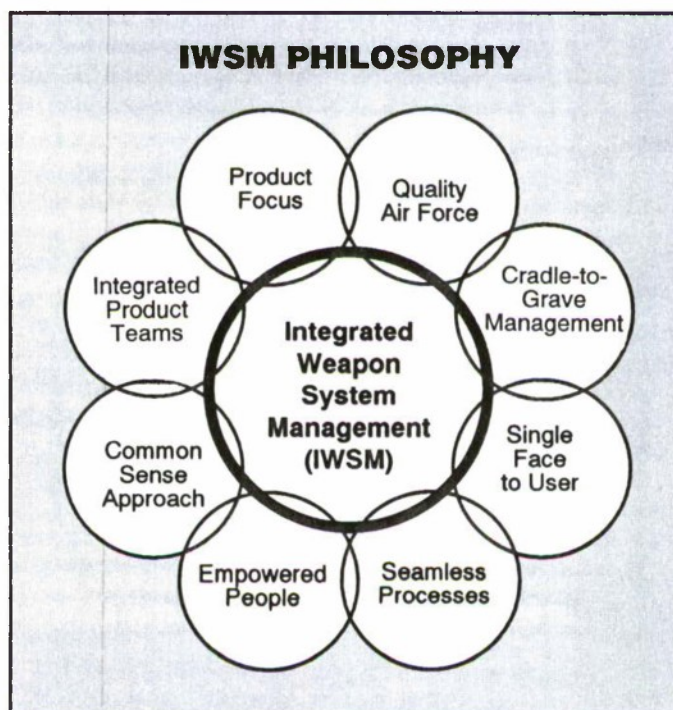 IWSM PHILOSOPHY
Product
Focus
Quality
Air Force
Cradle-to-
Grave
Management
Single
Face
to User
Seamless
Processes
Empowered
People
Common
Sense
Approach
Integrated
Product
Teams
Integrated
Weapon
System
Management
(IWSM)